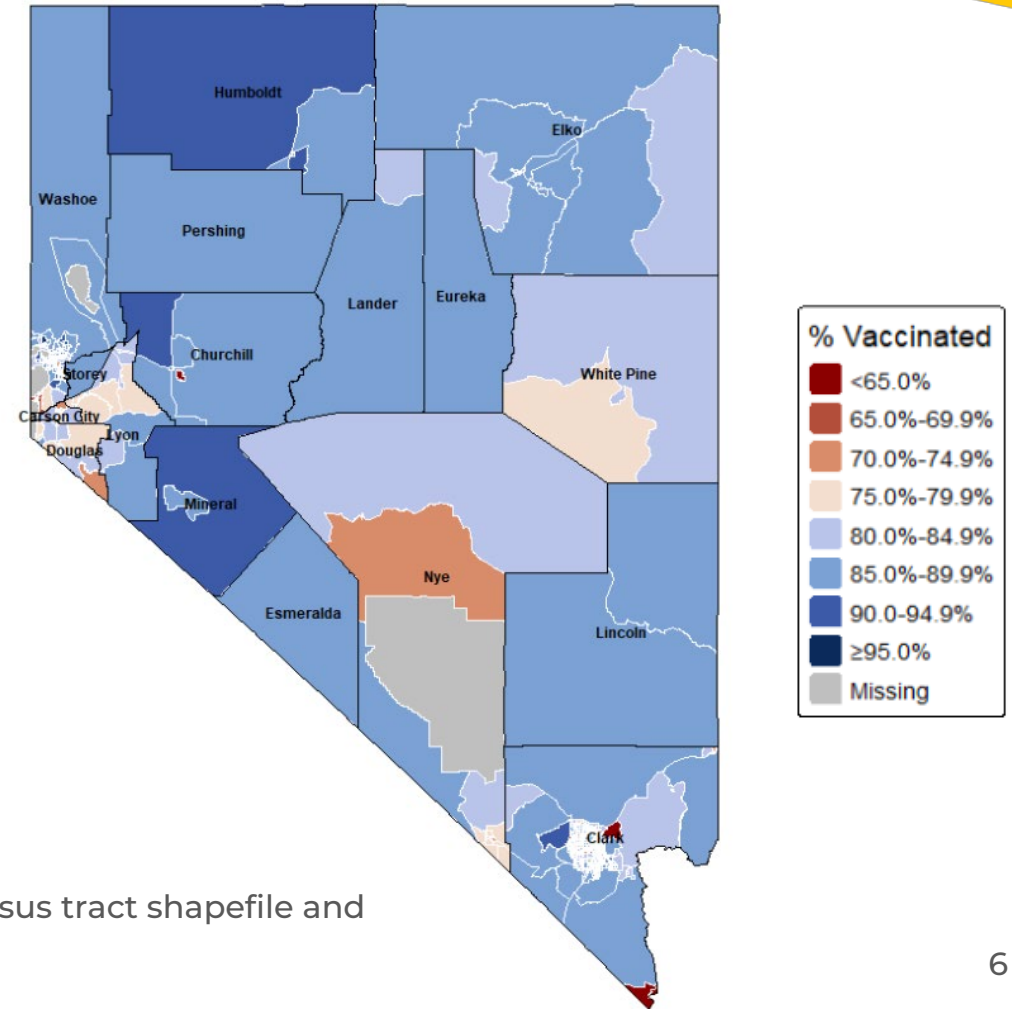 Humboldt
Elko
Washoe
Pershing
Lander
Eureka
Churchill
Storey
White Pine
Carson City
Lyon
Douglas
Mineral
Nye
Esmeralda
Lincoln
Clark
% Vaccinated
<65.0%
65.0%-69.9%
70.0%-74.9%
75.0%-79.9%
80.0%-84.9%
85.0%-89.9%
90.0-94.9%
≥95.0%
Missing
sus tract shapefile and
6